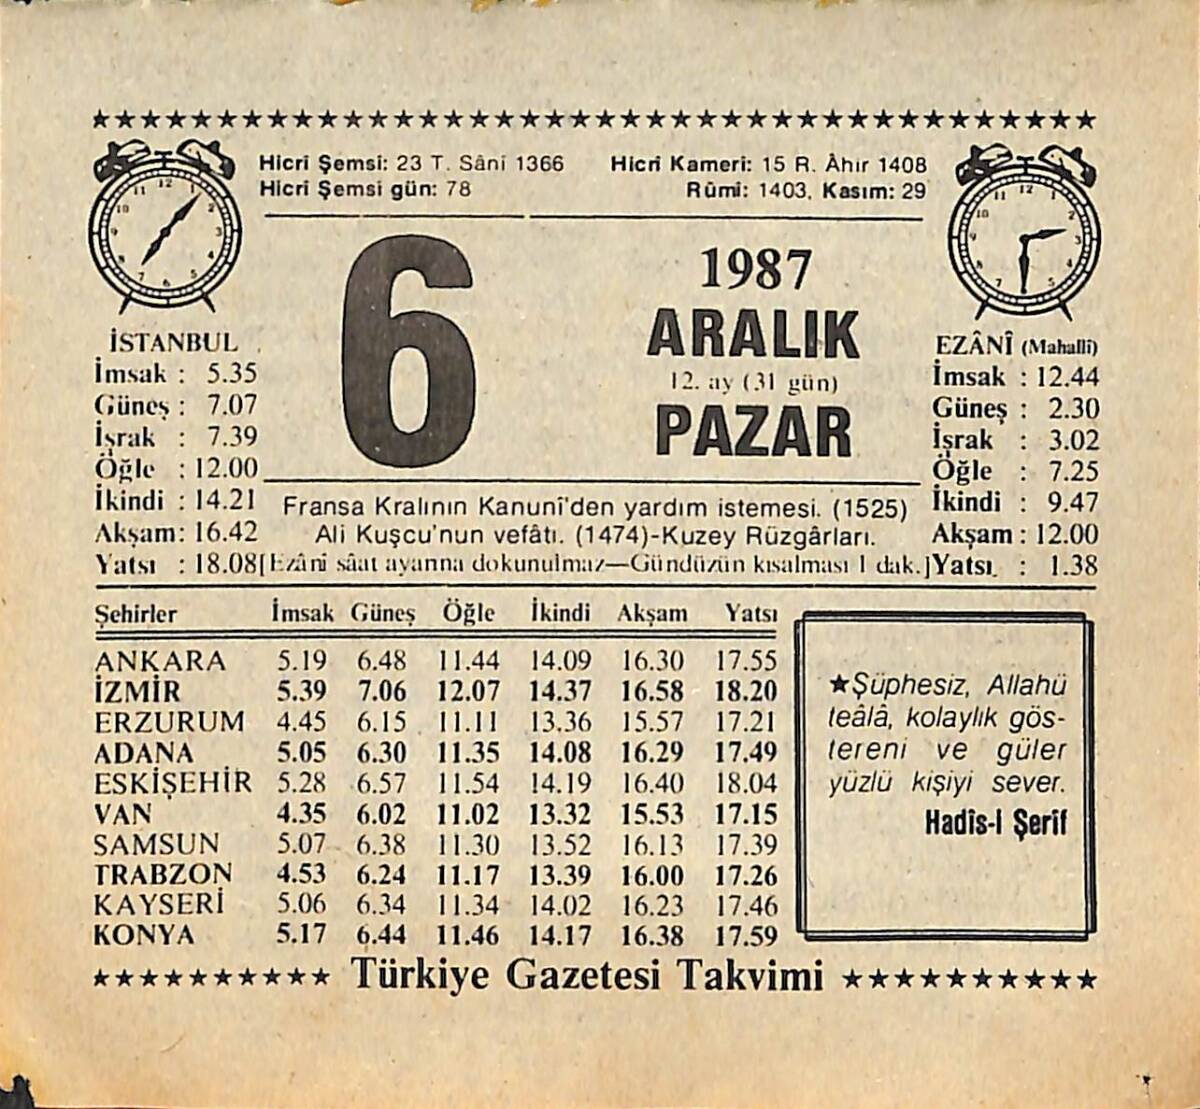 Hicrî Şemsi: 23 T. Sâni 1366
Hicrî Şemsi gün: 78
Hicrî Kamerî: 15 R. Âhır 1408
Rûmî: 1403, Kasım: 29
6
1987
ARALIK
12. ay (31 gün)
PAZAR
İSTANBUL
İmsak : 5.35
Güneş : 7.07
İşrak : 7.39
Öğle : 12.00
İkindi : 14.21
Akşam: 16.42
Yatsı : 18.08
EZÂNÎ (Mahallî)
İmsak : 12.44
Güneş : 2.30
İşrak : 3.02
Öğle : 7.25
İkindi : 9.47
Akşam : 12.00
Yatsı : 1.38
Fransa Kralının Kanunî'den yardım istemesi. (1525)
Ali Kuşcu'nun vefâtı. (1474)-Kuzey Rüzgârları.
[Ezânî sâat ayarına dokunulmaz—Gündüzün kısalması 1 dak.]
Şehirler İmsak Güneş Öğle İkindi Akşam Yatsı
ANKARA 5.19 6.48 11.44 14.09 16.30 17.55
İZMİR 5.39 7.06 12.07 14.37 16.58 18.20
ERZURUM 4.45 6.15 11.11 13.36 15.57 17.21
ADANA 5.05 6.30 11.35 14.08 16.29 17.49
ESKİŞEHİR 5.28 6.57 11.54 14.19 16.40 18.04
VAN 4.35 6.02 11.02 13.32 15.53 17.15
SAMSUN 5.07 6.38 11.30 13.52 16.13 17.39
TRABZON 4.53 6.24 11.17 13.39 16.00 17.26
KAYSERİ 5.06 6.34 11.34 14.02 16.23 17.46
KONYA 5.17 6.44 11.46 14.17 16.38 17.59
★Şüphesiz, Allahü
teâlâ, kolaylık gös-
tereni ve güler
yüzlü kişiyi sever.
Hadîs-I Şerîf
Türkiye Gazetesi Takvimi